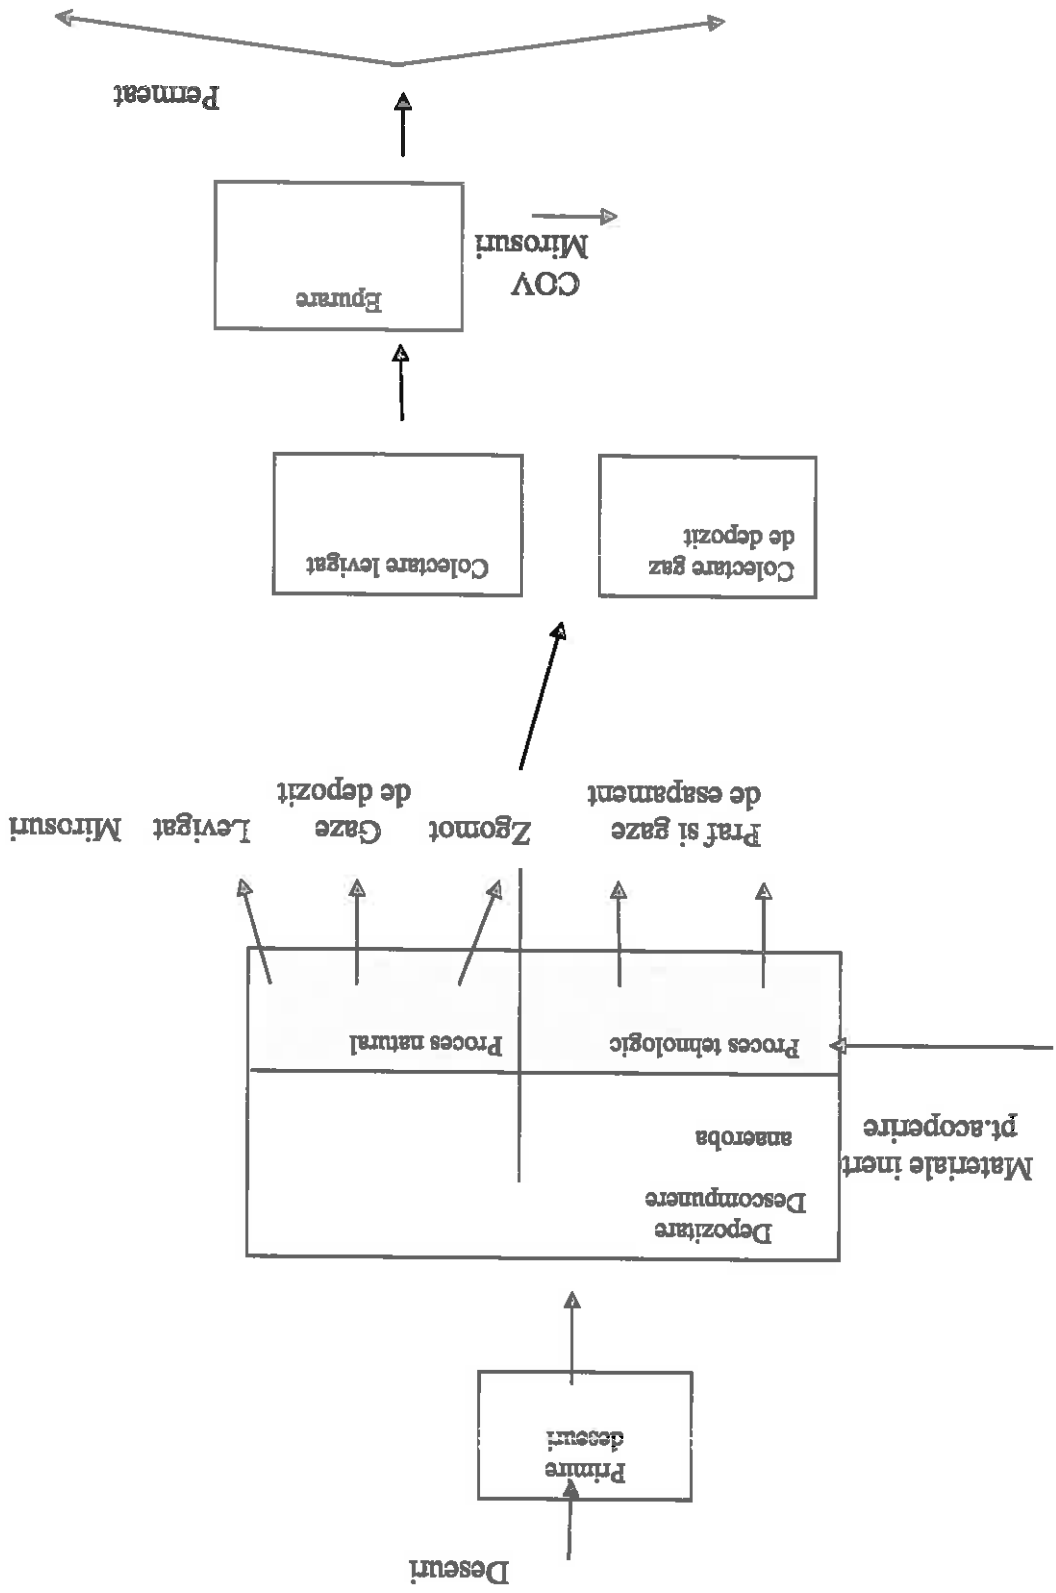 Deseuri
Primire
deseuri
Depozitare
Descompunere
anaeroba
Materiale inert
pt.acoperire
Proces tehnologic
Proces natural
Praf si gaze
de esapament
Zgomot
Gaze
de depozit
Levigat
Mirosuri
Colectare gaz
de depozit
Colectare levigat
Epurare
COV
Mirosuri
Permeat